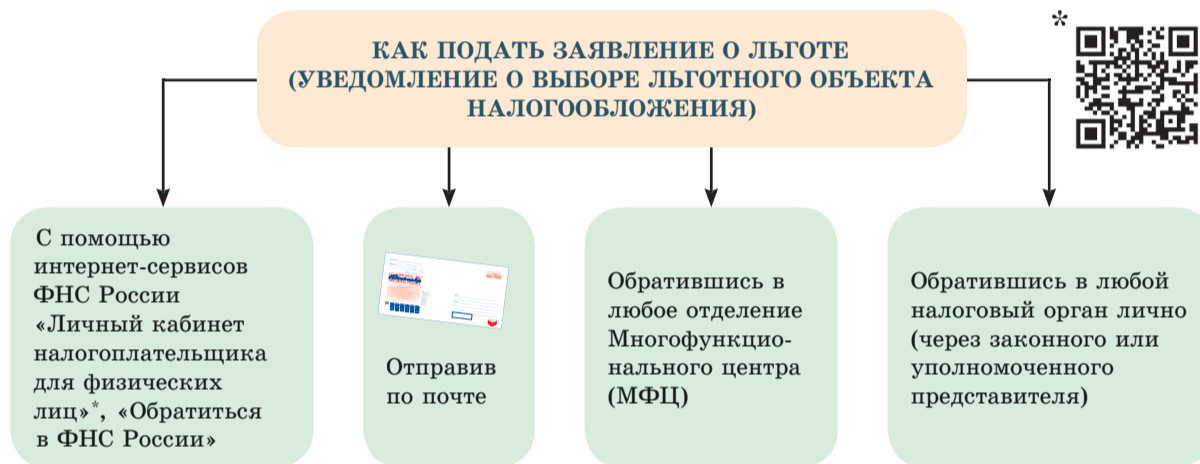 КАК ПОДАТЬ ЗАЯВЛЕНИЕ О ЛЬГОТЕ
(УВЕДОМЛЕНИЕ О ВЫБОРЕ ЛЬГОТНОГО ОБЪЕКТА
НАЛОГООБЛОЖЕНИЯ)
*
С помощью
интернет-сервисов
ФНС России
«Личный кабинет
налогоплательщика
для физических
лиц»*, «Обратиться
в ФНС России»
Отправив
по почте
Обратившись в
любое отделение
Многофункцио-
нального центра
(МФЦ)
Обратившись в любой
налоговый орган лично
(через законного или
уполномоченного
представителя)